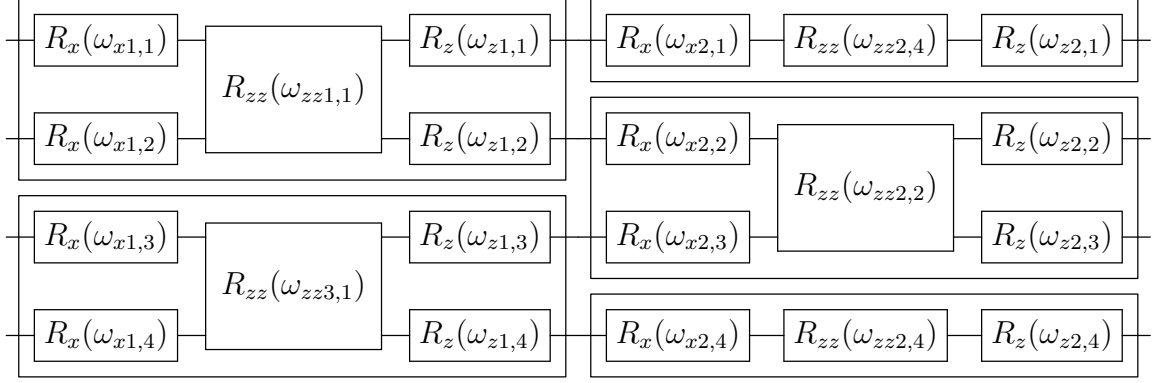 R_x(ω_{x1,1}) R_z(ω_{z1,1}) R_x(ω_{x2,1}) R_{zz}(ω_{zz2,4}) R_z(ω_{z2,1})
R_{zz}(ω_{zz1,1})
R_x(ω_{x1,2}) R_z(ω_{z1,2}) R_x(ω_{x2,2}) R_z(ω_{z2,2})
R_{zz}(ω_{zz2,2})
R_x(ω_{x1,3}) R_z(ω_{z1,3}) R_x(ω_{x2,3}) R_z(ω_{z2,3})
R_{zz}(ω_{zz3,1})
R_x(ω_{x1,4}) R_z(ω_{z1,4}) R_x(ω_{x2,4}) R_{zz}(ω_{zz2,4}) R_z(ω_{z2,4})